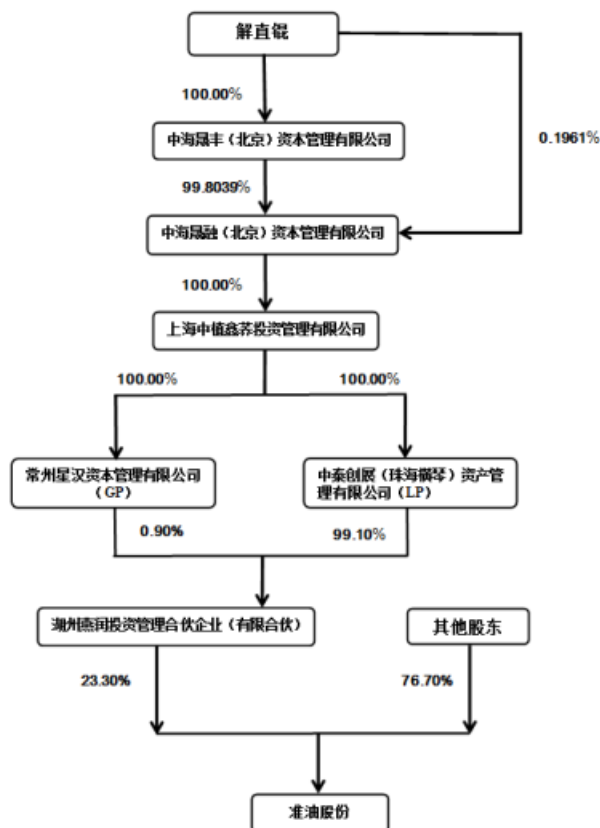 解直锟
100.00%
0.1961%
中海晟丰（北京）资本管理有限公司
99.8039%
中海晟融（北京）资本管理有限公司
100.00%
上海中植鑫荞投资管理有限公司
100.00%
100.00%
常州星汉资本管理有限公司
（GP）
中泰创展（珠海横琴）资产管
理有限公司（LP）
0.90%
99.10%
湖州燕润投资管理合伙企业（有限合伙）
其他股东
23.30%
76.70%
准油股份